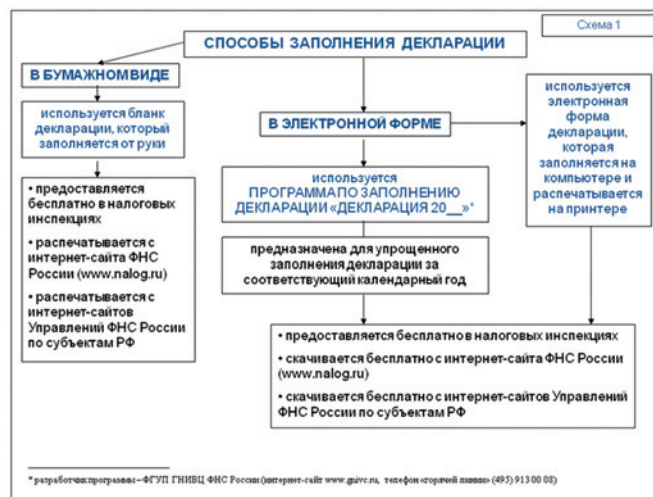 Схема 1
СПОСОБЫ ЗАПОЛНЕНИЯ ДЕКЛАРАЦИИ
В БУМАЖНОМ ВИДЕ
используется бланк
декларации, который
заполняется от руки
• предоставляется
бесплатно в налоговых
инспекциях
• распечатывается с
интернет-сайта ФНС
России (www.nalog.ru)
• распечатывается с
интернет-сайтов
Управлений ФНС России
по субъектам РФ
В ЭЛЕКТРОННОЙ ФОРМЕ
используется
ПРОГРАММА ПО ЗАПОЛНЕНИЮ
ДЕКЛАРАЦИИ «ДЕКЛАРАЦИЯ 20__»*
предназначена для упрощенного
заполнения декларации за
соответствующий календарный год
используется
электронная
форма
декларации,
которая
заполняется на
компьютере и
распечатывается
на принтере
• предоставляется бесплатно в налоговых инспекциях
• скачивается бесплатно с интернет-сайта ФНС России
(www.nalog.ru)
• скачивается бесплатно с интернет-сайтов Управлений
ФНС России по субъектам РФ
* разработчик программы – ФГУП ГНИВЦ ФНС России (интернет-сайт www.gnivc.ru, телефон «горячей линии» (495) 913 00 08)